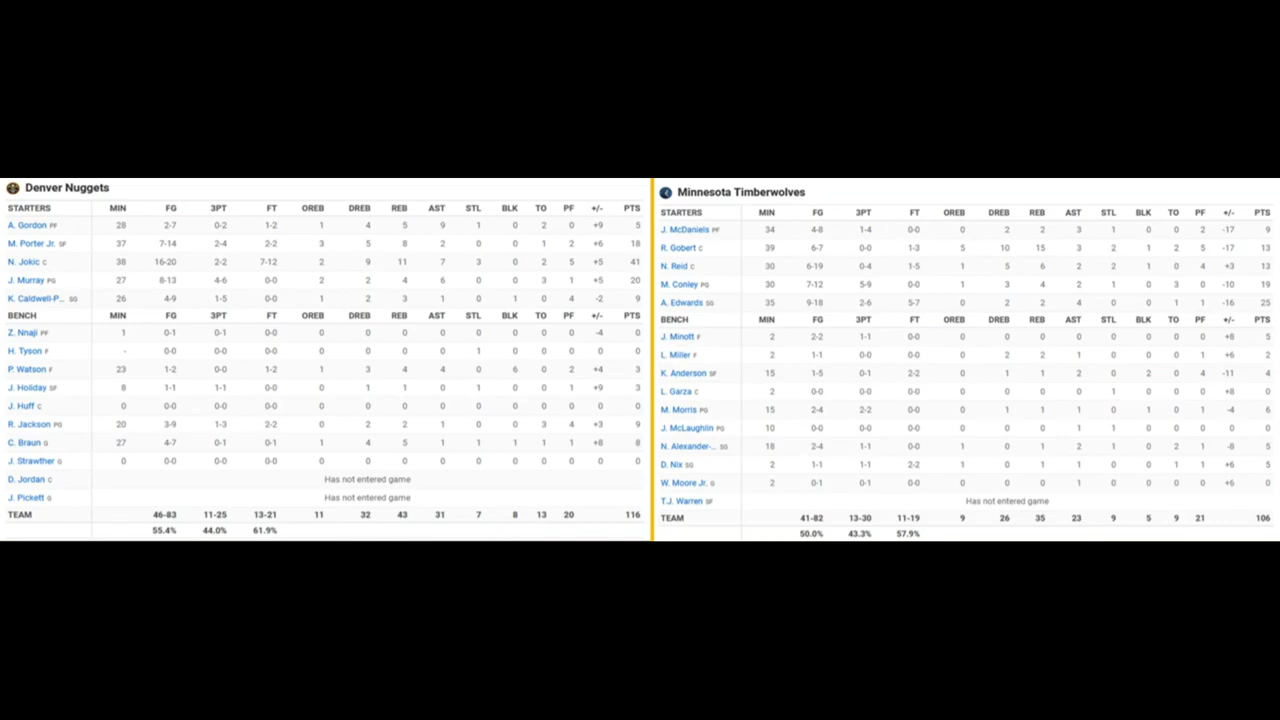 Denver Nuggets
STARTERS MIN FG 3PT FT OREB DREB REB AST STL BLK TO PF +/- PTS
A. Gordon PF 28 2-7 0-2 1-2 1 4 5 9 1 0 2 0 +9 5
M. Porter Jr. SF 37 7-14 2-4 2-2 3 5 8 2 0 0 1 2 +6 18
N. Jokic C 38 16-20 2-2 7-12 2 9 11 7 3 0 2 5 +5 41
J. Murray PG 27 8-13 4-6 0-0 2 2 4 6 0 0 3 1 +5 20
K. Caldwell-P... SG 26 4-9 1-5 0-0 1 2 3 1 0 1 0 4 -2 9
BENCH MIN FG 3PT FT OREB DREB REB AST STL BLK TO PF +/- PTS
Z. Nnaji PF 1 0-1 0-1 0-0 0 0 0 0 0 0 0 0 -4 0
H. Tyson F - 0-0 0-0 0-0 0 0 0 0 1 0 0 0 0 0
P. Watson F 23 1-2 0-0 1-2 1 3 4 4 0 6 0 2 +4 3
J. Holiday SF 8 1-1 1-1 0-0 0 1 1 0 1 0 0 1 +9 3
J. Huff C 0 0-0 0-0 0-0 0 0 0 0 0 0 0 0 0 0
R. Jackson PG 20 3-9 1-3 2-2 0 2 2 1 0 0 3 4 +3 9
C. Braun G 27 4-7 0-1 0-1 1 4 5 1 1 1 1 1 +8 8
J. Strawther G 0 0-0 0-0 0-0 0 0 0 0 0 0 0 0 0 0
D. Jordan C Has not entered game
J. Pickett G Has not entered game
TEAM 46-83 11-25 13-21 11 32 43 31 7 8 13 20 116
55.4% 44.0% 61.9%
Minnesota Timberwolves
STARTERS MIN FG 3PT FT OREB DREB REB AST STL BLK TO PF +/- PTS
J. McDaniels PF 34 4-8 1-4 0-0 0 2 2 3 1 0 0 2 -17 9
R. Gobert C 39 6-7 0-0 1-3 5 10 15 3 2 1 2 5 -17 13
N. Reid C 30 6-19 0-4 1-5 1 5 6 2 2 1 0 4 +3 13
M. Conley PG 30 7-12 5-9 0-0 1 3 4 2 1 0 3 0 -10 19
A. Edwards SG 35 9-18 2-6 5-7 0 2 2 4 0 0 1 1 -16 25
BENCH MIN FG 3PT FT OREB DREB REB AST STL BLK TO PF +/- PTS
J. Minott F 2 2-2 1-1 0-0 0 0 0 0 0 0 0 0 +8 5
L. Miller F 2 1-1 0-0 0-0 0 2 2 1 0 0 0 1 +6 2
K. Anderson SF 15 1-5 0-1 2-2 0 1 1 2 0 2 0 4 -11 4
L. Garza C 2 0-0 0-0 0-0 0 0 0 0 1 0 0 0 +8 0
M. Morris PG 15 2-4 2-2 0-0 0 1 1 1 0 1 0 1 -4 6
J. McLaughlin PG 10 0-0 0-0 0-0 0 0 0 1 1 0 0 0 0 0
N. Alexander-... SG 18 2-4 1-1 0-0 1 0 1 2 1 0 2 1 -8 5
D. Nix SG 2 1-1 1-1 2-2 1 0 1 1 0 0 1 1 +6 5
W. Moore Jr. G 2 0-1 0-1 0-0 0 0 0 1 0 0 0 0 +6 0
T.J. Warren SF Has not entered game
TEAM 41-82 13-30 11-19 9 26 35 23 9 5 9 21 106
50.0% 43.3% 57.9%